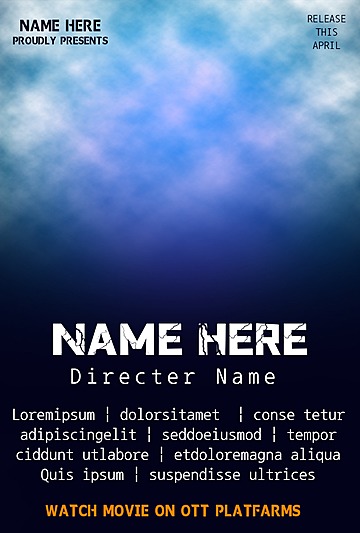 NAME HERE
PROUDLY PRESENTS
RELEASE
THIS
APRIL
NAME HERE
Directer Name
Loremipsum ¦ dolorsitamet ¦ conse tetur
adipiscingelit ¦ seddoeiusmod ¦ tempor
ciddunt utlabore ¦ etdoloremagna aliqua
Quis ipsum ¦ suspendisse ultrices
WATCH MOVIE ON OTT PLATFARMS